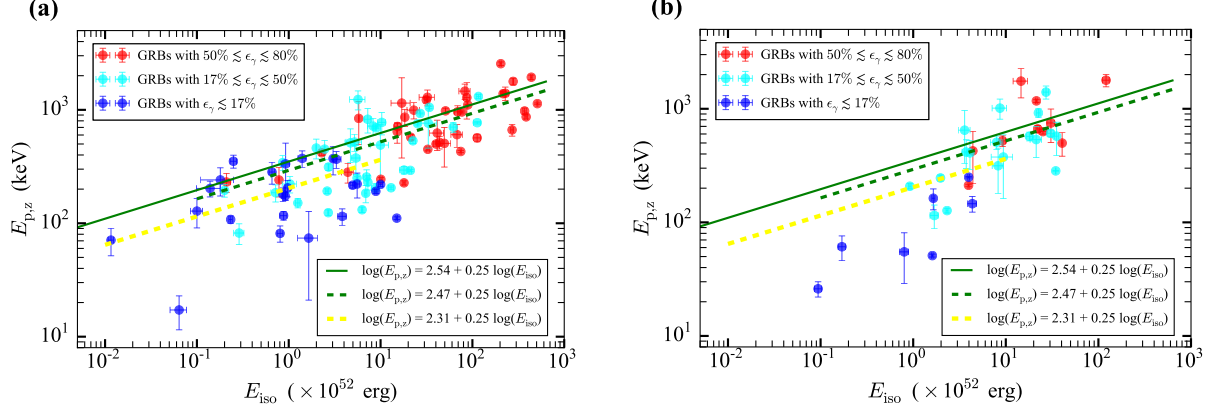 (a)
GRBs with 50% ≲ ϵγ ≲ 80%
GRBs with 17% ≲ ϵγ ≲ 50%
GRBs with ϵγ ≲ 17%
10³
10²
10¹
Ep,z (keV)
log(Ep,z) = 2.54 + 0.25 log(Eiso)
log(Ep,z) = 2.47 + 0.25 log(Eiso)
log(Ep,z) = 2.31 + 0.25 log(Eiso)
10⁻² 10⁻¹ 10⁰ 10¹ 10² 10³
Eiso (×10⁵² erg)
(b)
GRBs with 50% ≲ ϵγ ≲ 80%
GRBs with 17% ≲ ϵγ ≲ 50%
GRBs with ϵγ ≲ 17%
10³
10²
10¹
Ep,z (keV)
log(Ep,z) = 2.54 + 0.25 log(Eiso)
log(Ep,z) = 2.47 + 0.25 log(Eiso)
log(Ep,z) = 2.31 + 0.25 log(Eiso)
10⁻² 10⁻¹ 10⁰ 10¹ 10² 10³
Eiso (×10⁵² erg)